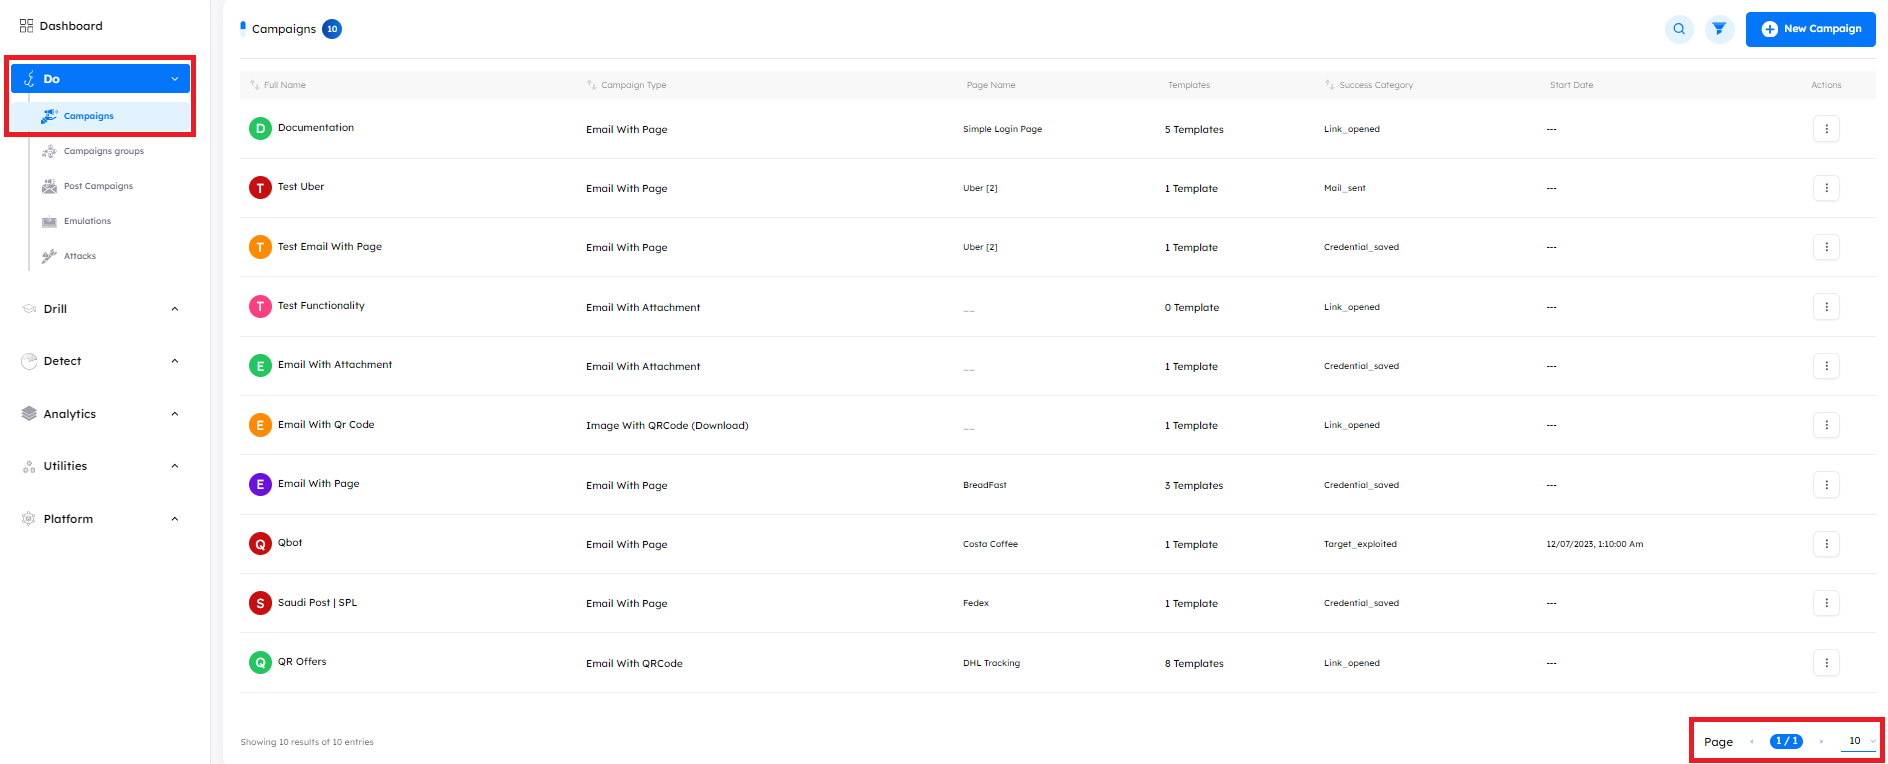 Dashboard
Do
Campaigns
Campaigns groups
Post Campaigns
Emulations
Attacks
Drill
Detect
Analytics
Utilities
Platform
Campaigns 10
New Campaign
Full Name Campaign Type Page Name Templates Success Category Start Date Actions
D Documentation Email With Page Simple Login Page 5 Templates Link_opened ---
T Test Uber Email With Page Uber [2] 1 Template Mail_sent ---
T Test Email With Page Email With Page Uber [2] 1 Template Credential_saved ---
T Test Functionality Email With Attachment __ 0 Template Link_opened ---
E Email With Attachment Email With Attachment __ 1 Template Credential_saved ---
E Email With Qr Code Image With QRCode (Download) __ 1 Template Link_opened ---
E Email With Page Email With Page BreadFast 3 Templates Credential_saved ---
Q Qbot Email With Page Costa Coffee 1 Template Target_exploited 12/07/2023, 1:10:00 Am
S Saudi Post | SPL Email With Page Fedex 1 Template Credential_saved ---
Q QR Offers Email With QRCode DHL Tracking 8 Templates Link_opened ---
Showing 10 results of 10 entries
Page 1 / 1 10